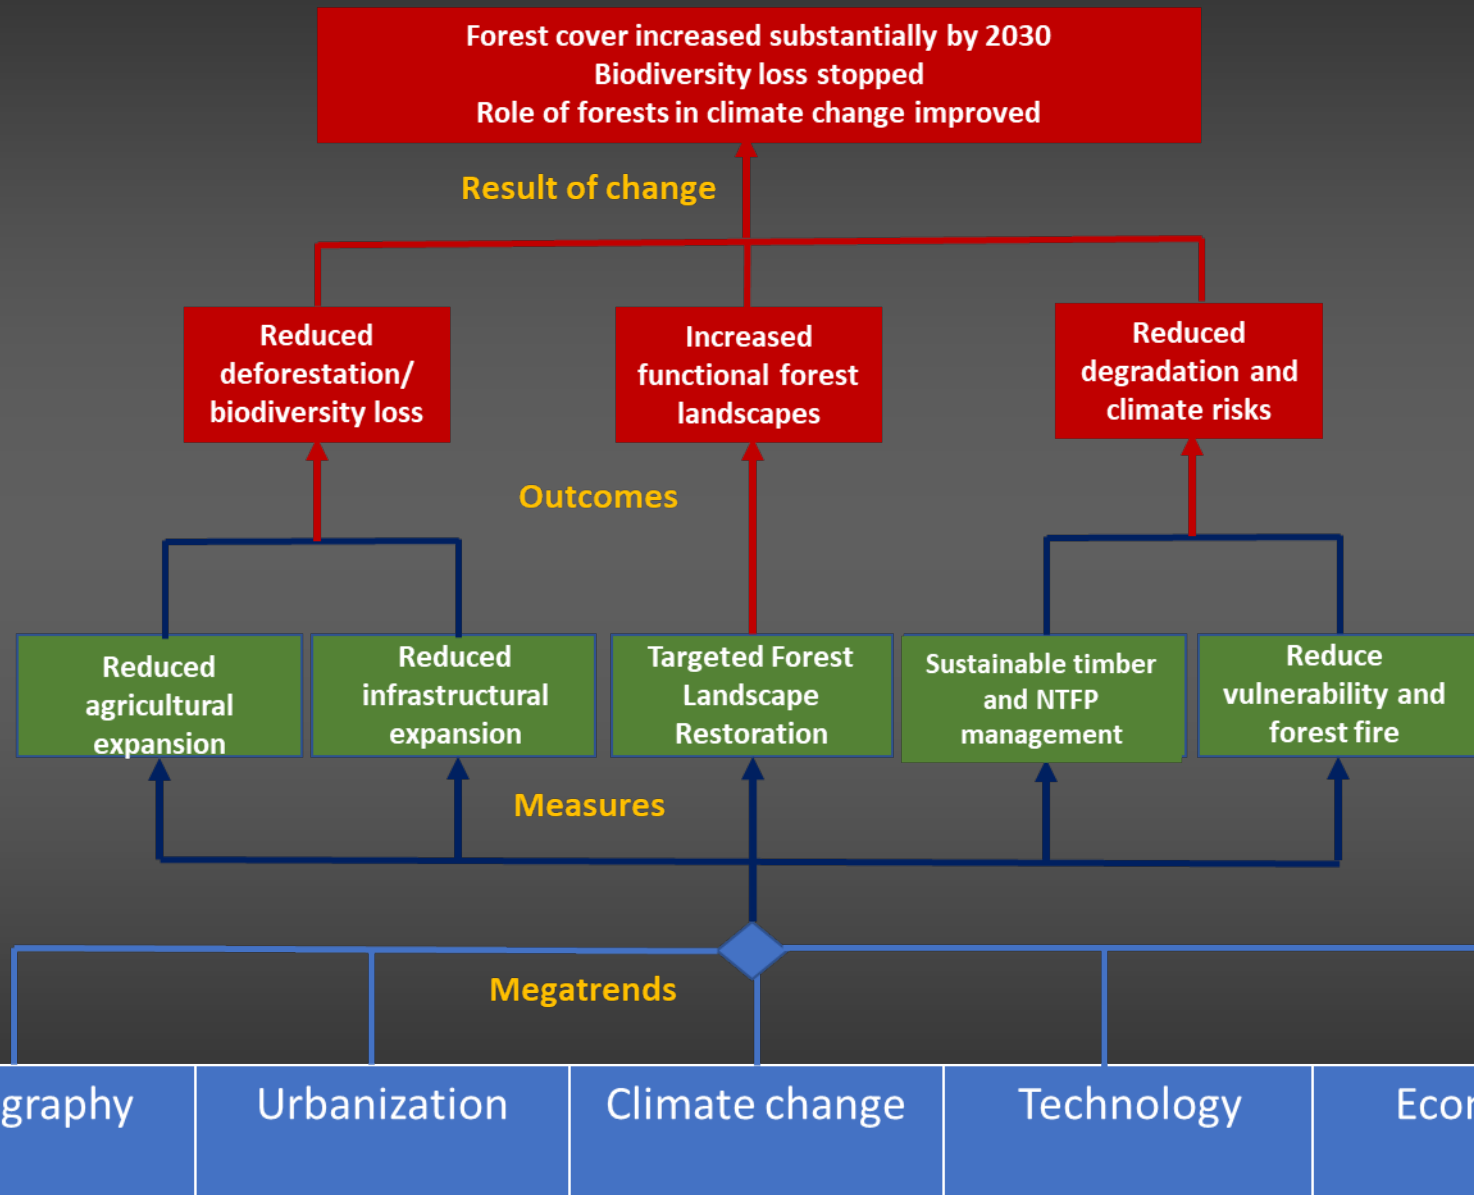 Forest cover increased substantially by 2030
Biodiversity loss stopped
Role of forests in climate change improved
Result of change
Reduced
deforestation/
biodiversity loss
Increased
functional forest
landscapes
Reduced
degradation and
climate risks
Outcomes
Reduced
agricultural
expansion
Reduced
infrastructural
expansion
Targeted Forest
Landscape
Restoration
Sustainable timber
and NTFP
management
Reduce
vulnerability and
forest fire
Measures
Megatrends
graphy
Urbanization
Climate change
Technology